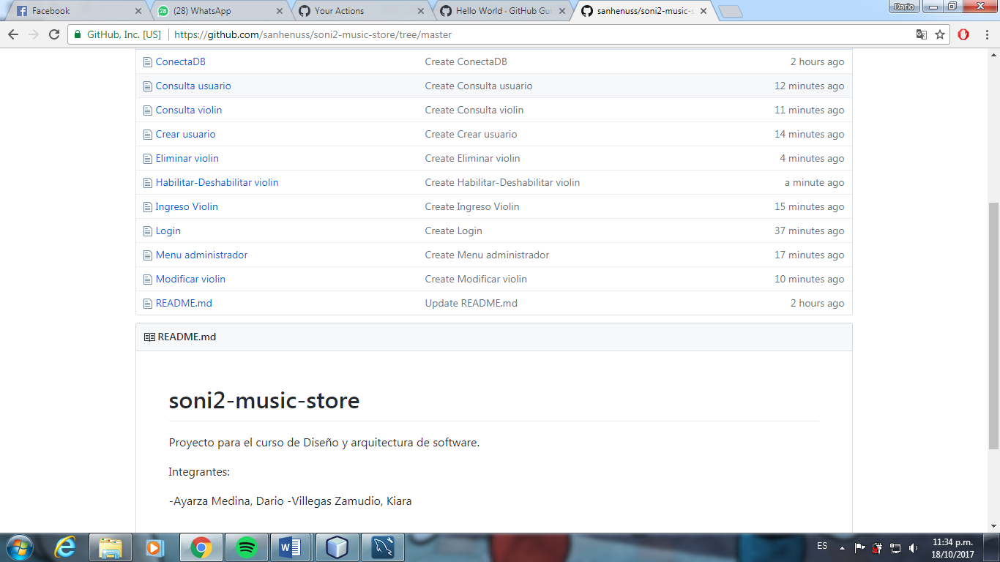 Facebook
(28) WhatsApp
Your Actions
Hello World · GitHub Gu
sanhenuss/soni2-music-s
Dario
GitHub, Inc. [US]
https://github.com/sanhenuss/soni2-music-store/tree/master
ConectaDB Create ConectaDB 2 hours ago
Consulta usuario Create Consulta usuario 12 minutes ago
Consulta violin Create Consulta violin 11 minutes ago
Crear usuario Create Crear usuario 14 minutes ago
Eliminar violin Create Eliminar violin 4 minutes ago
Habilitar-Deshabilitar violin Create Habilitar-Deshabilitar violin a minute ago
Ingreso Violin Create Ingreso Violin 15 minutes ago
Login Create Login 37 minutes ago
Menu administrador Create Menu administrador 17 minutes ago
Modificar violin Create Modificar violin 10 minutes ago
README.md Update README.md 2 hours ago
README.md
soni2-music-store
Proyecto para el curso de Diseño y arquitectura de software.
Integrantes:
-Ayarza Medina, Dario -Villegas Zamudio, Kiara
ES
11:34 p.m.
18/10/2017